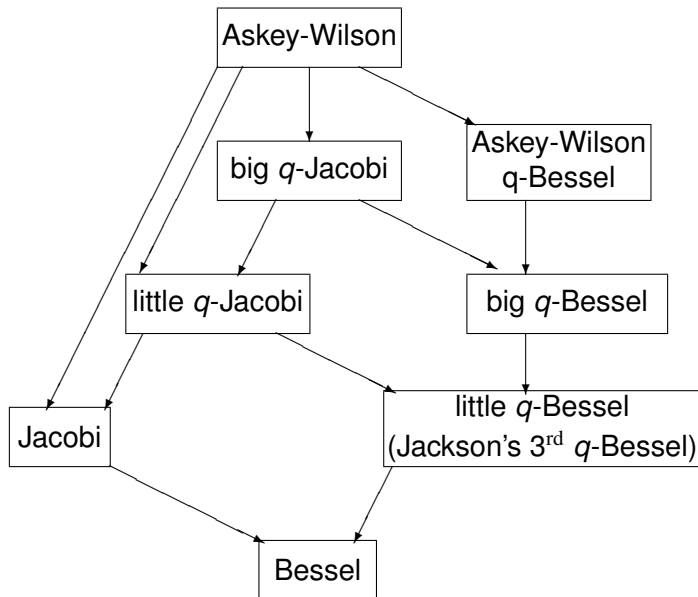 Askey-Wilson
big q-Jacobi
Askey-Wilson
q-Bessel
little q-Jacobi
big q-Bessel
Jacobi
little q-Bessel
(Jackson's 3rd q-Bessel)
Bessel